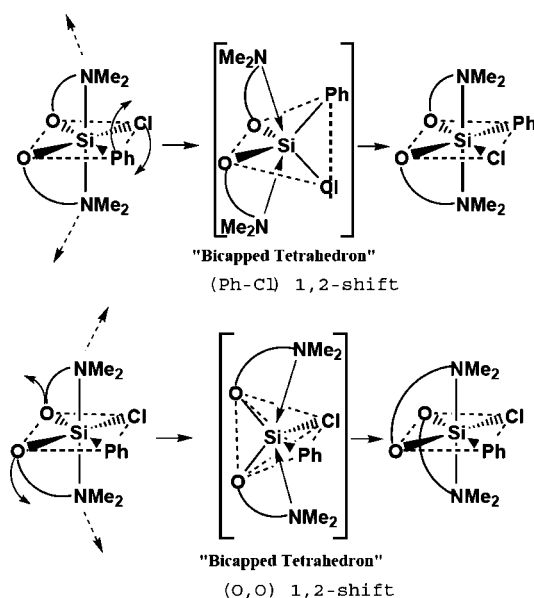 NMe2
Cl
O
Si
Ph
O
NMe2
Me2N
Ph
O
Si
O
Cl
Me2N
NMe2
Ph
O
Si
O
Cl
NMe2
"Bicapped Tetrahedron"
(Ph-Cl) 1,2-shift
NMe2
O
Cl
Si
O
Ph
NMe2
NMe2
O
Cl
Si
Ph
O
NMe2
NMe2
O
Cl
Si
O
Ph
NMe2
"Bicapped Tetrahedron"
(O,O) 1,2-shift